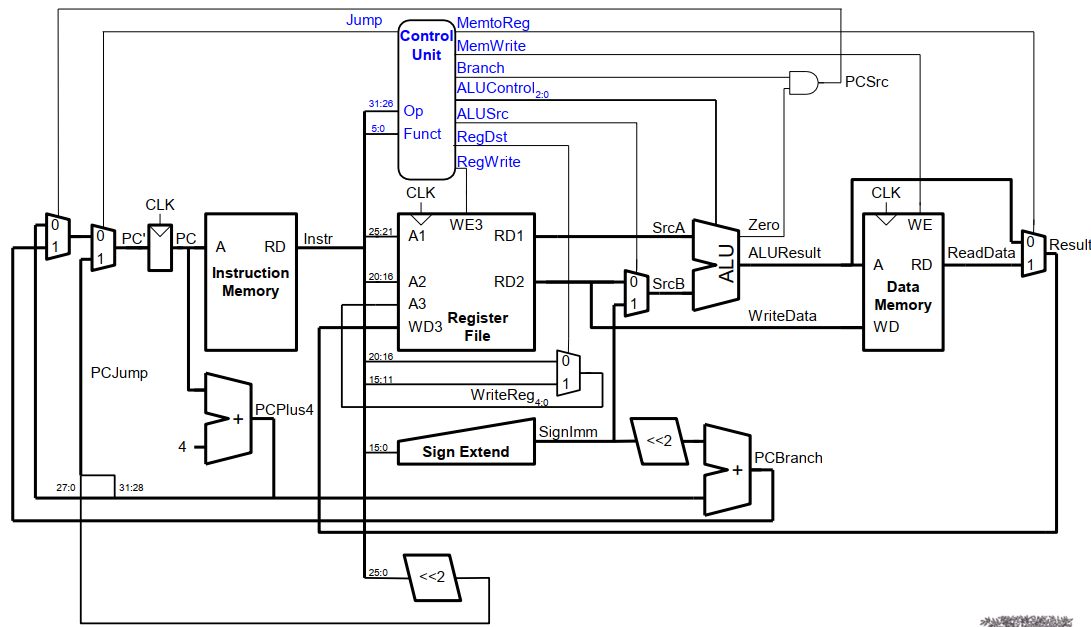 Jump
MemtoReg
Control
Unit
MemWrite
Branch
PCSrc
ALUControl2:0
31:26
Op
ALUSrc
5:0
Funct
RegDst
RegWrite
CLK
CLK
CLK
0
1
0
1
PC'
PC
A
RD
Instr
Instruction
Memory
25:21
A1
WE3
RD1
SrcA
Zero
WE
0
1
Result
20:16
A2
RD2
0
1
SrcB
ALU
ALUResult
A
RD
ReadData
A3
Data
Memory
WD3
Register
File
WriteData
WD
20:16
0
PCJump
15:11
1
WriteReg4:0
PCPlus4
+
4
15:0
Sign Extend
SignImm
<<2
+
PCBranch
27:0
31:28
25:0
<<2